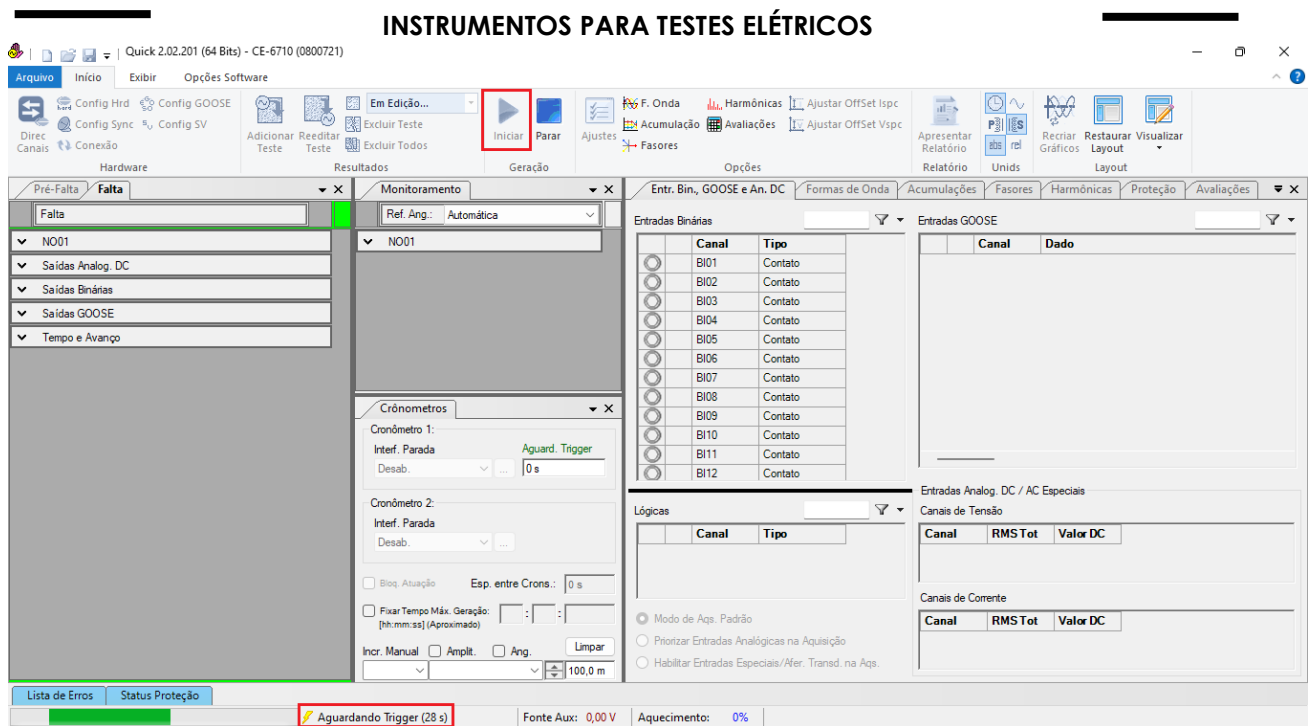 INSTRUMENTOS PARA TESTES ELÉTRICOS
Quick 2.02.201 (64 Bits) - CE-6710 (0800721)
Arquivo Início Exibir Opções Software
Direc Canais
Config Hrd Config GOOSE
Config Sync Config SV
Conexão
Hardware
Adicionar Teste
Reeditar Teste
Em Edição...
Excluir Teste
Excluir Todos
Resultados
Iniciar Parar
Geração
Ajustes
F. Onda Harmônicas Ajustar OffSet Ispc
Acumulação Avaliações Ajustar OffSet Vspc
Fasores
Opções
Apresentar Relatório
Relatório
abs rel
Unids
Recriar Gráficos
Restaurar Layout
Visualizar
Layout
Pré-Falta Falta
Falta
NO01
Saídas Analog. DC
Saídas Binárias
Saídas GOOSE
Tempo e Avanço
Monitoramento
Ref. Ang.: Automática
NO01
Crônometros
Cronômetro 1:
Interf. Parada Aguard. Trigger
Desab. ... 0 s
Cronômetro 2:
Interf. Parada
Desab. ...
Bloq. Atuação Esp. entre Crons.: 0 s
Fixar Tempo Máx. Geração: : :
[hh:mm:ss] (Aproximado)
Incr. Manual Amplit. Ang. Limpar
100,0 m
Entr. Bin., GOOSE e An. DC Formas de Onda Acumulações Fasores Harmônicas Proteção Avaliações
Entradas Binárias
Canal Tipo
BI01 Contato
BI02 Contato
BI03 Contato
BI04 Contato
BI05 Contato
BI06 Contato
BI07 Contato
BI08 Contato
BI09 Contato
BI10 Contato
BI11 Contato
BI12 Contato
Lógicas
Canal Tipo
Modo de Aqs. Padrão
Priorizar Entradas Analógicas na Aquisição
Habilitar Entradas Especiais/Afer. Transd. na Aqs.
Entradas GOOSE
Canal Dado
Entradas Analog. DC / AC Especiais
Canais de Tensão
Canal RMS Tot Valor DC
Canais de Corrente
Canal RMS Tot Valor DC
Lista de Erros Status Proteção
Aguardando Trigger (28 s) Fonte Aux: 0,00 V Aquecimento: 0%